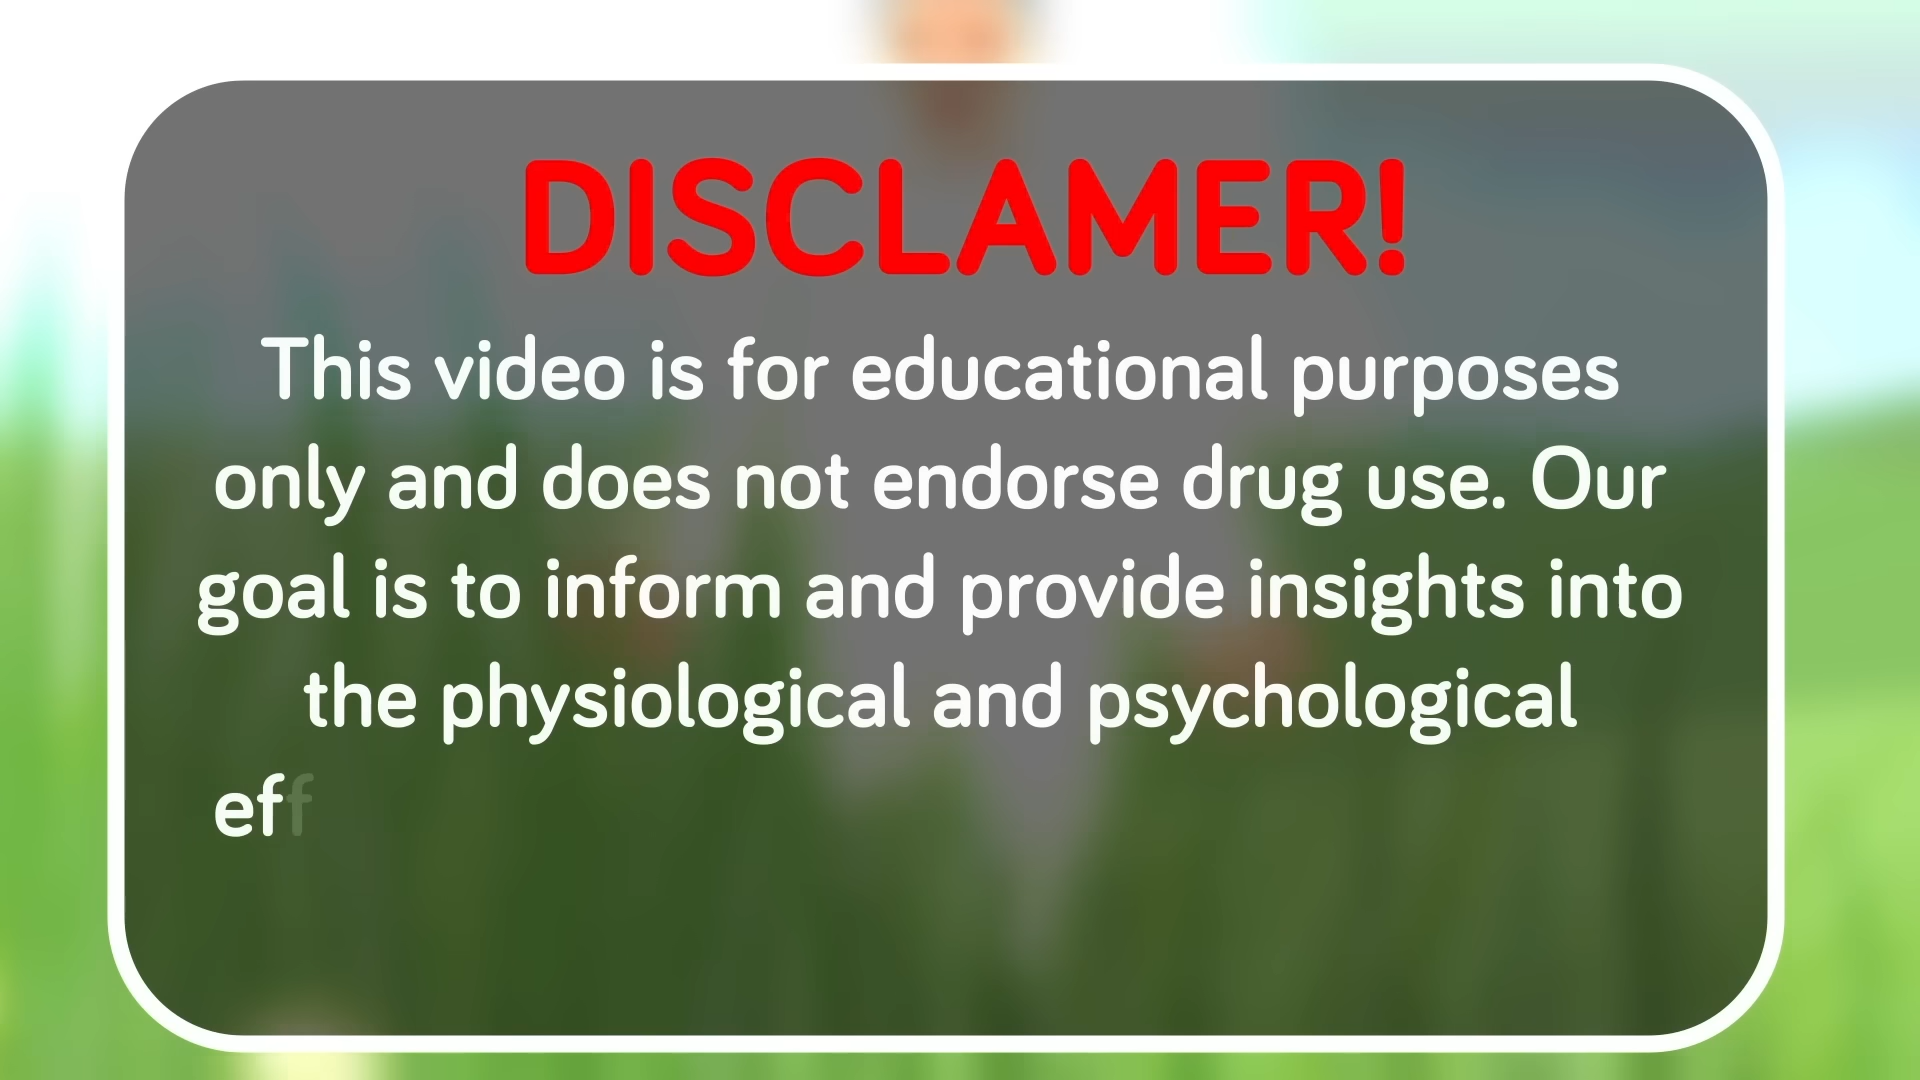 DISCLAMER!
This video is for educational purposes
only and does not endorse drug use. Our
goal is to inform and provide insights into
the physiological and psychological
eff